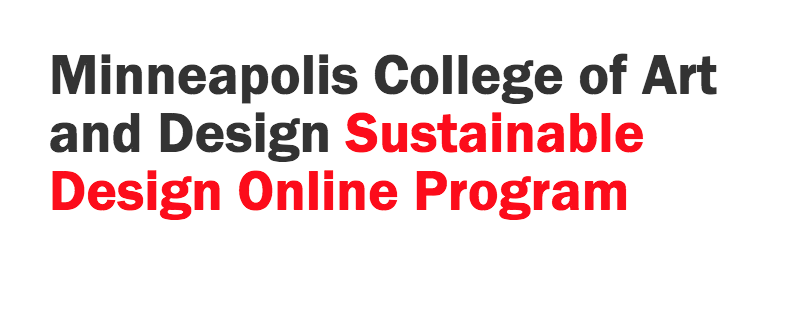 Minneapolis College of Art
and Design Sustainable
Design Online Program